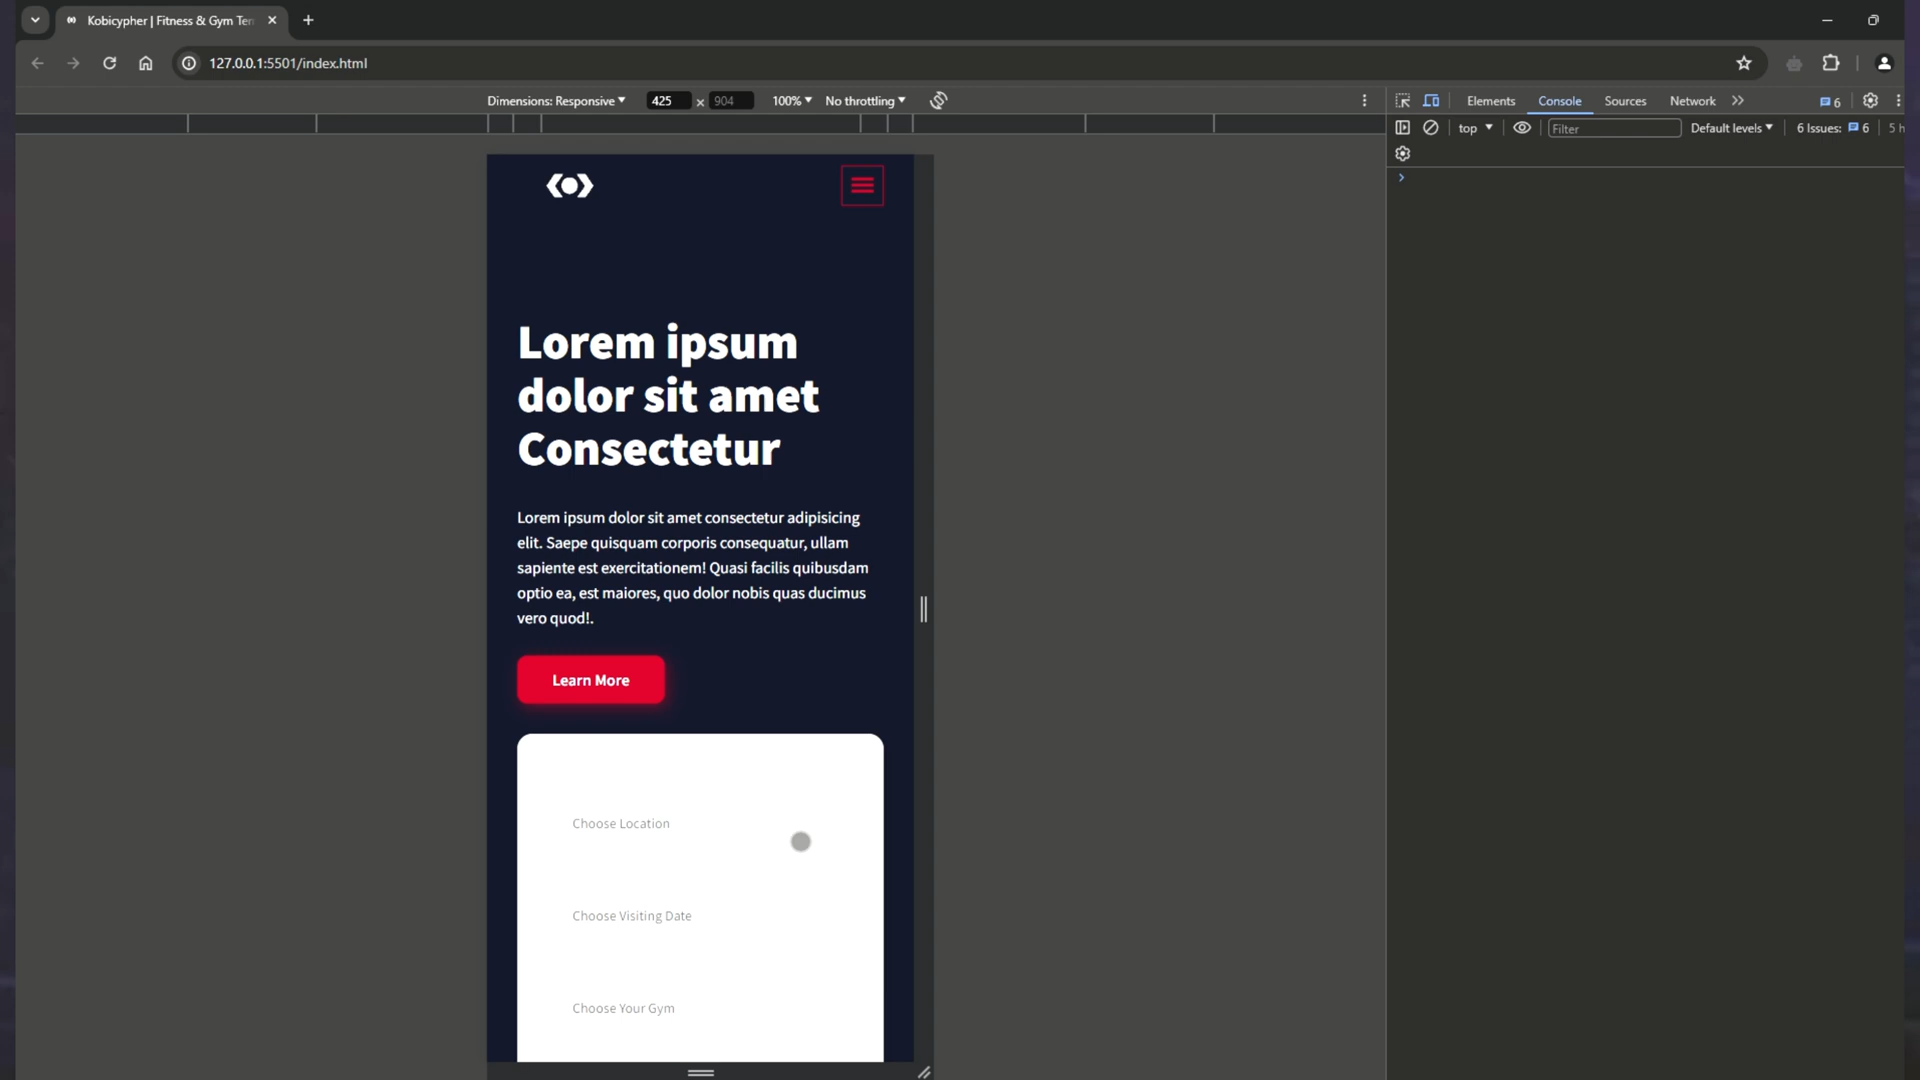 Kobicypher | Fitness & Gym Ten
127.0.0.1:5501/index.html
Dimensions: Responsive 425 x 904 100% No throttling
Elements Console Sources Network 6
top Filter Default levels 6 Issues: 6 5 h
Lorem ipsum
dolor sit amet
Consectetur
Lorem ipsum dolor sit amet consectetur adipisicing
elit. Saepe quisquam corporis consequatur, ullam
sapiente est exercitationem! Quasi facilis quibusdam
optio ea, est maiores, quo dolor nobis quas ducimus
vero quod!.
Learn More
Choose Location
Choose Visiting Date
Choose Your Gym